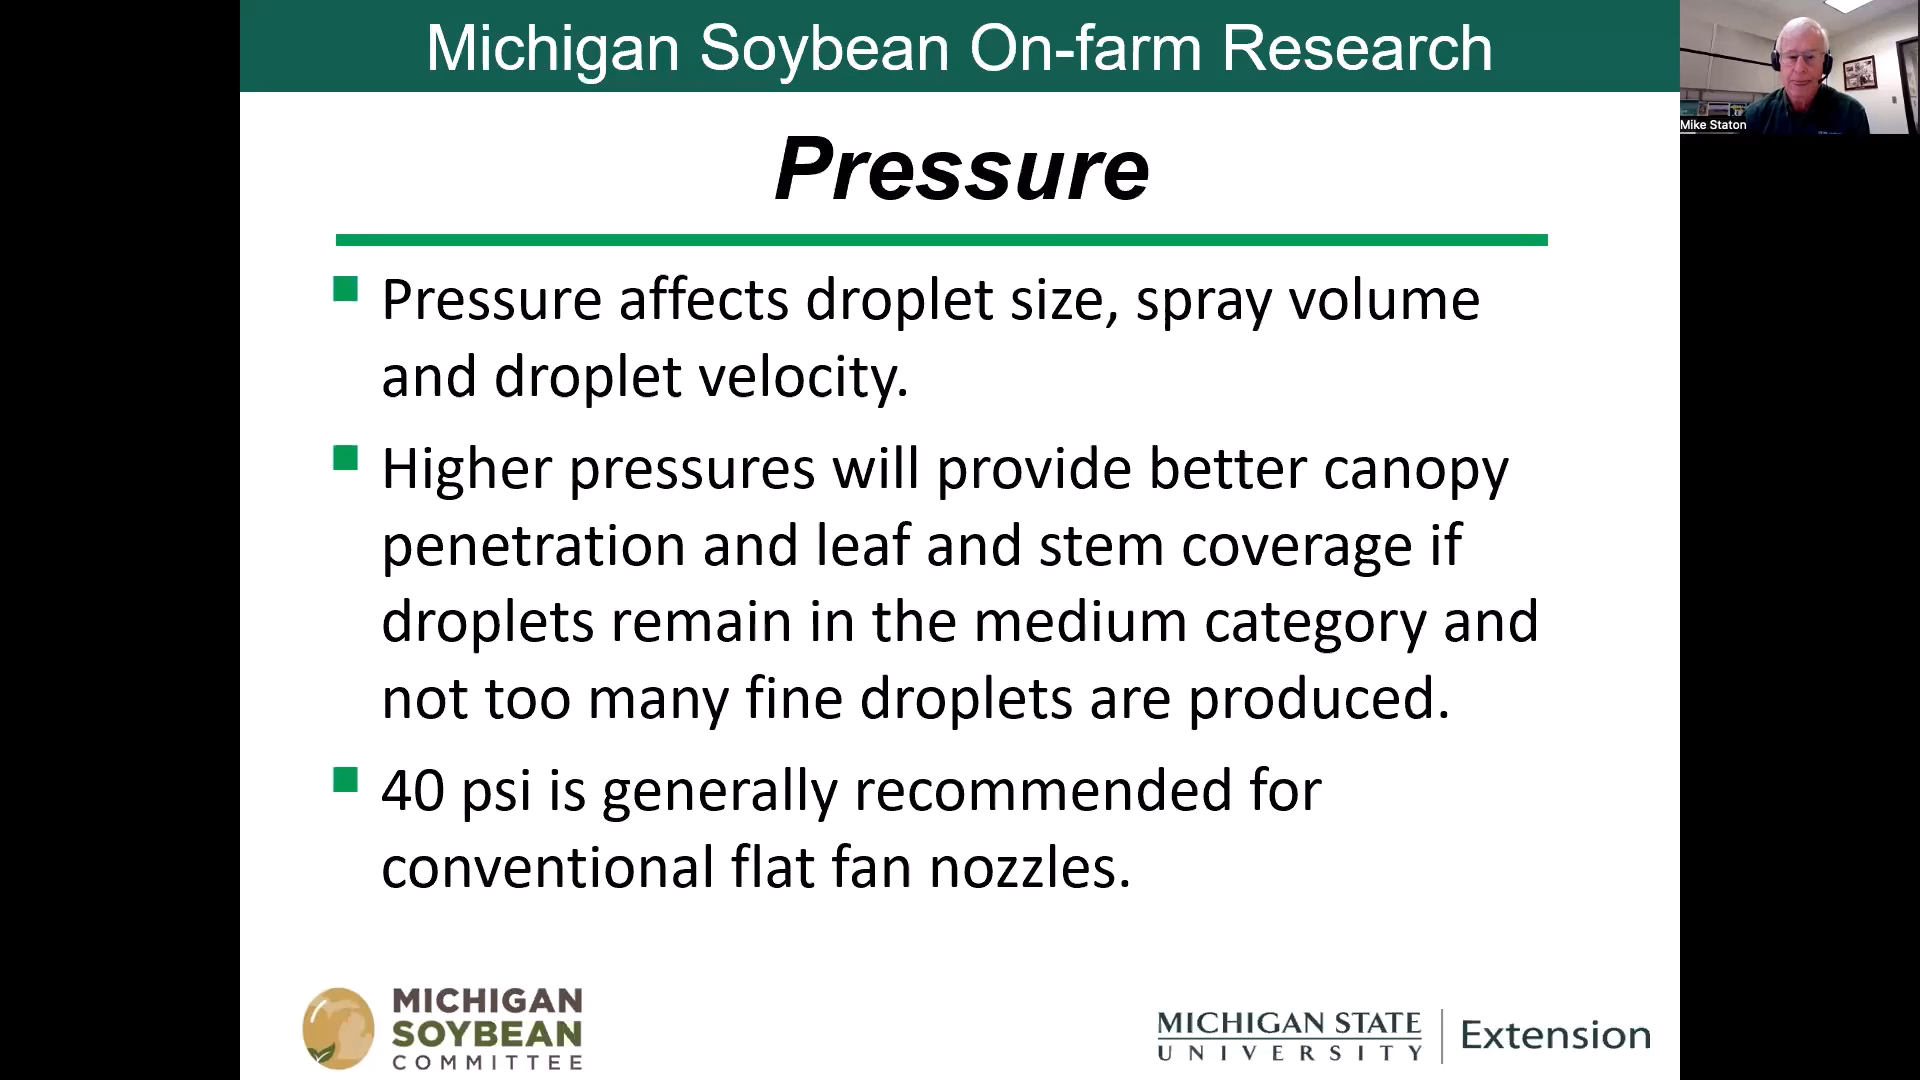 Michigan Soybean On-farm Research
Mike Staton
Pressure
Pressure affects droplet size, spray volume
and droplet velocity.
Higher pressures will provide better canopy
penetration and leaf and stem coverage if
droplets remain in the medium category and
not too many fine droplets are produced.
40 psi is generally recommended for
conventional flat fan nozzles.
MICHIGAN
SOYBEAN
COMMITTEE
MICHIGAN STATE
UNIVERSITY
Extension